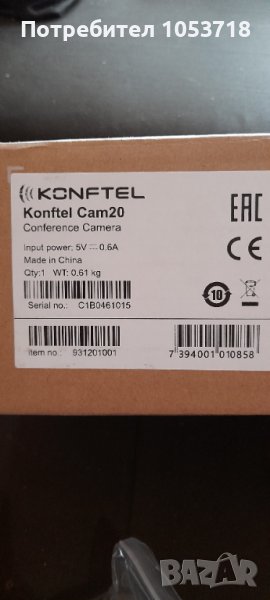 Потребител 1053718
KONFTEL
Konftel Cam20
Conference Camera
Input power: 5V ⎓ 0.6A
Made in China
Qty:1 WT: 0.61 kg
EAC
CE
10
Serial no.: C1B0461015
Item no.: 931201001
7 394001 010858
BAZAR